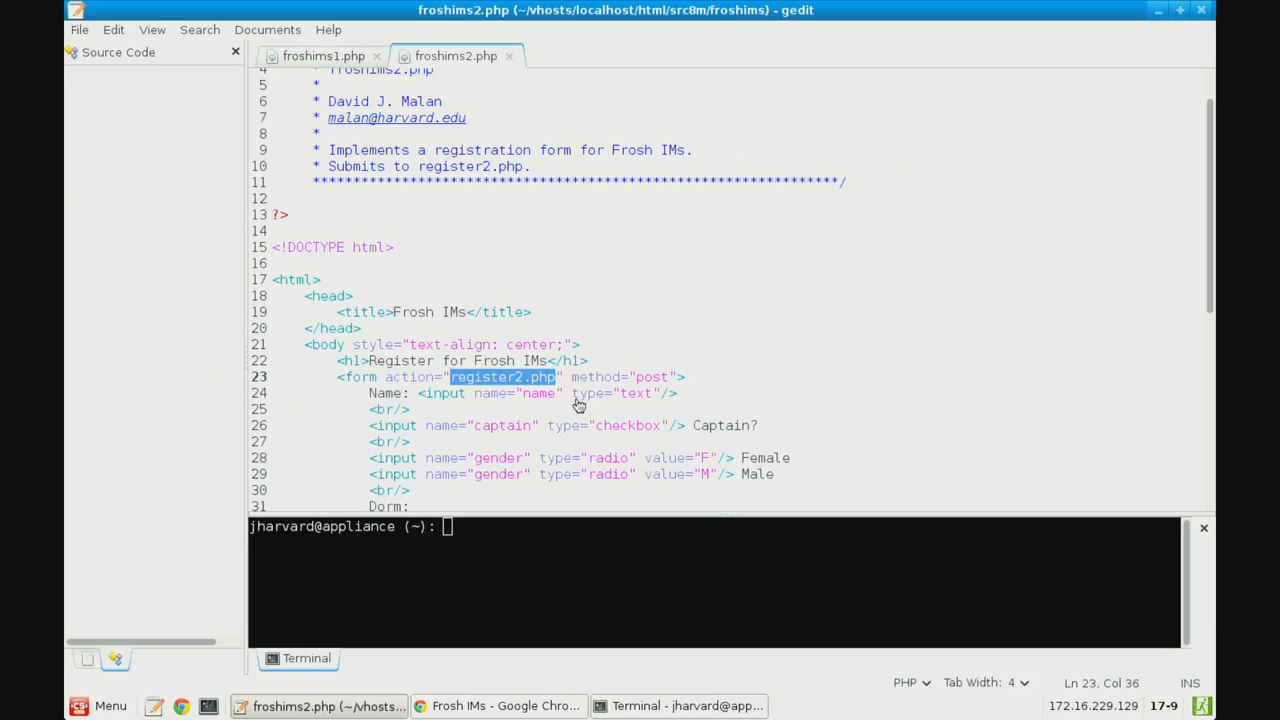 froshims2.php (~/vhosts/localhost/html/src8m/froshims) - gedit
File Edit View Search Documents Help
Source Code
froshims1.php froshims2.php
4 * froshims2.php
5 *
6 * David J. Malan
7 * malan@harvard.edu
8 *
9 * Implements a registration form for Frosh IMs.
10 * Submits to register2.php.
11 *****************************************************************/
12
13 ?>
14
15 <!DOCTYPE html>
16
17 <html>
18 <head>
19 <title>Frosh IMs</title>
20 </head>
21 <body style="text-align: center;">
22 <h1>Register for Frosh IMs</h1>
23 <form action="register2.php" method="post">
24 Name: <input name="name" type="text"/>
25 <br/>
26 <input name="captain" type="checkbox"/> Captain?
27 <br/>
28 <input name="gender" type="radio" value="F"/> Female
29 <input name="gender" type="radio" value="M"/> Male
30 <br/>
31 Dorm:
jharvard@appliance (~):
Terminal
PHP Tab Width: 4 Ln 23, Col 36 INS
Menu froshims2.php (~/vhosts... Frosh IMs - Google Chro... Terminal - jharvard@app... 172.16.229.129 17-9